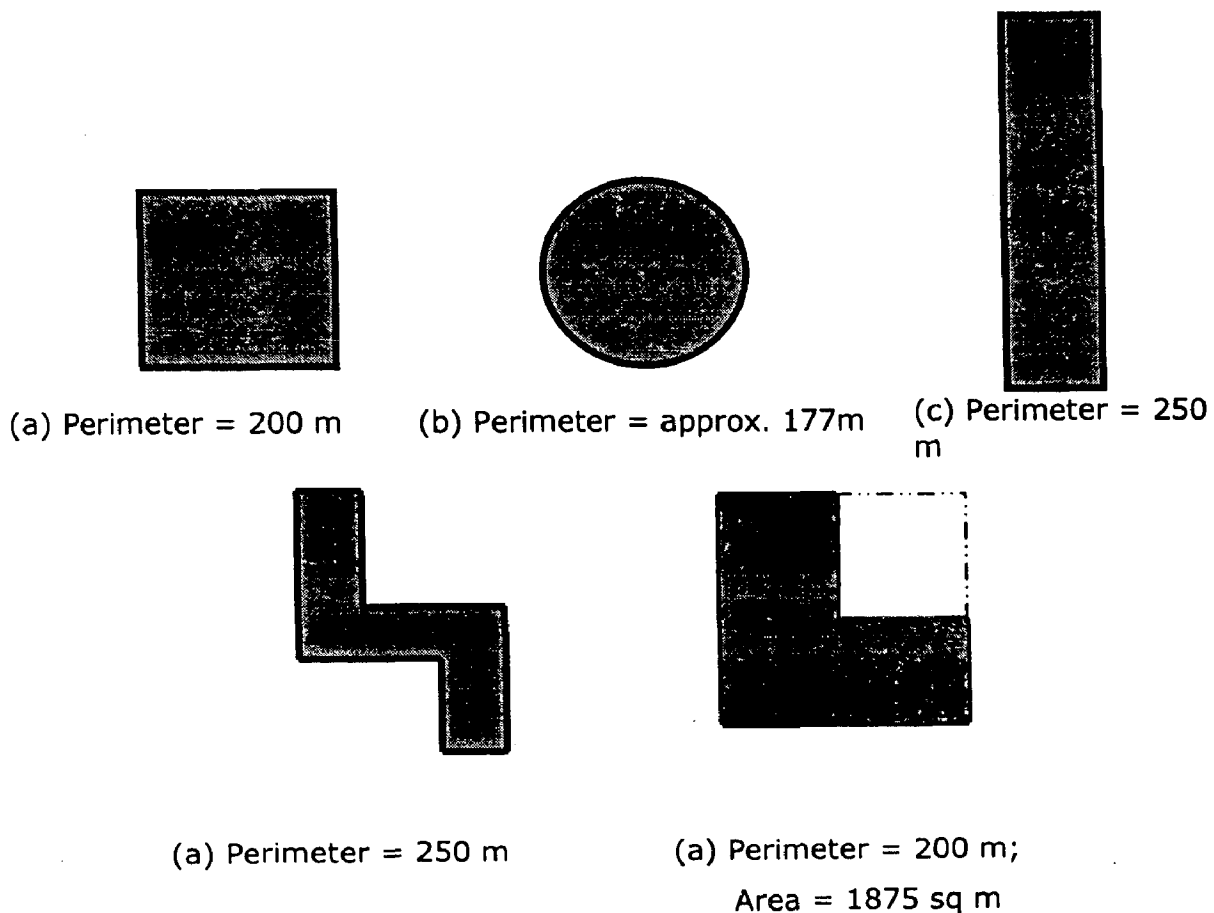 (a) Perimeter = 200 m
(b) Perimeter = approx. 177m
(c) Perimeter = 250
m
(a) Perimeter = 250 m
(a) Perimeter = 200 m;
Area = 1875 sq m